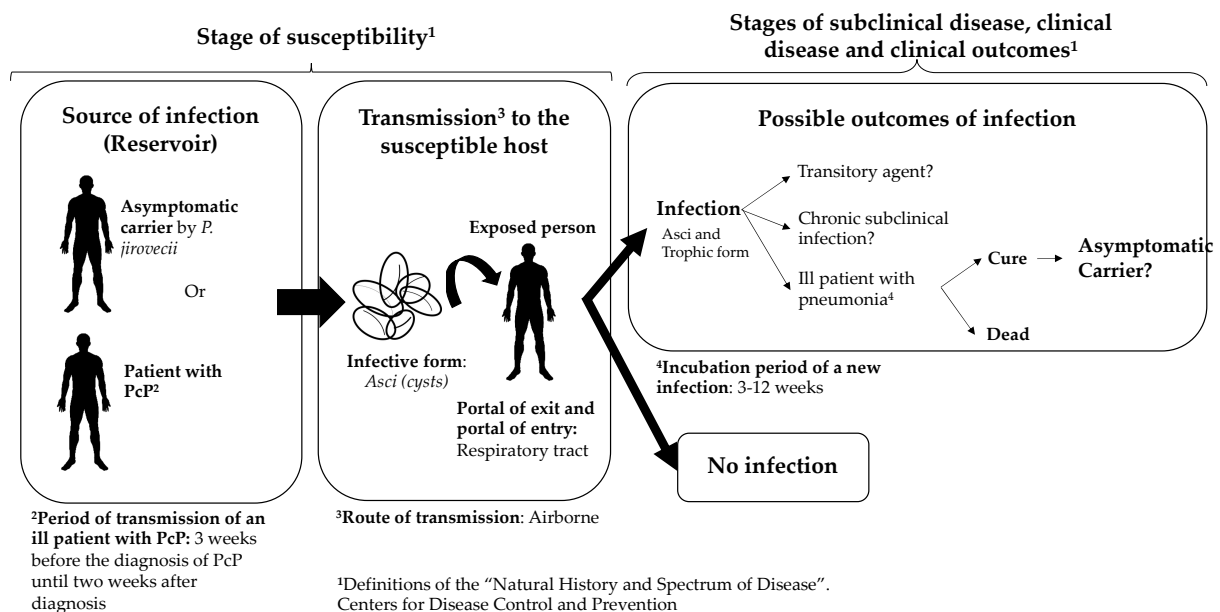 Stage of susceptibility1
Stages of subclinical disease, clinical
disease and clinical outcomes1
Source of infection
(Reservoir)
Asymptomatic
carrier by P.
jirovecii
Or
Patient with
PcP2
2Period of transmission of an
ill patient with PcP: 3 weeks
before the diagnosis of PcP
until two weeks after
diagnosis
Transmission3 to the
susceptible host
Exposed person
Infective form:
Asci (cysts)
Portal of exit and
portal of entry:
Respiratory tract
3Route of transmission: Airborne
Possible outcomes of infection
Infection
Asci and
Trophic form
Transitory agent?
Chronic subclinical
infection?
Ill patient with
pneumonia4
Cure
Asymptomatic
Carrier?
Dead
4Incubation period of a new
infection: 3-12 weeks
No infection
1Definitions of the “Natural History and Spectrum of Disease”.
Centers for Disease Control and Prevention